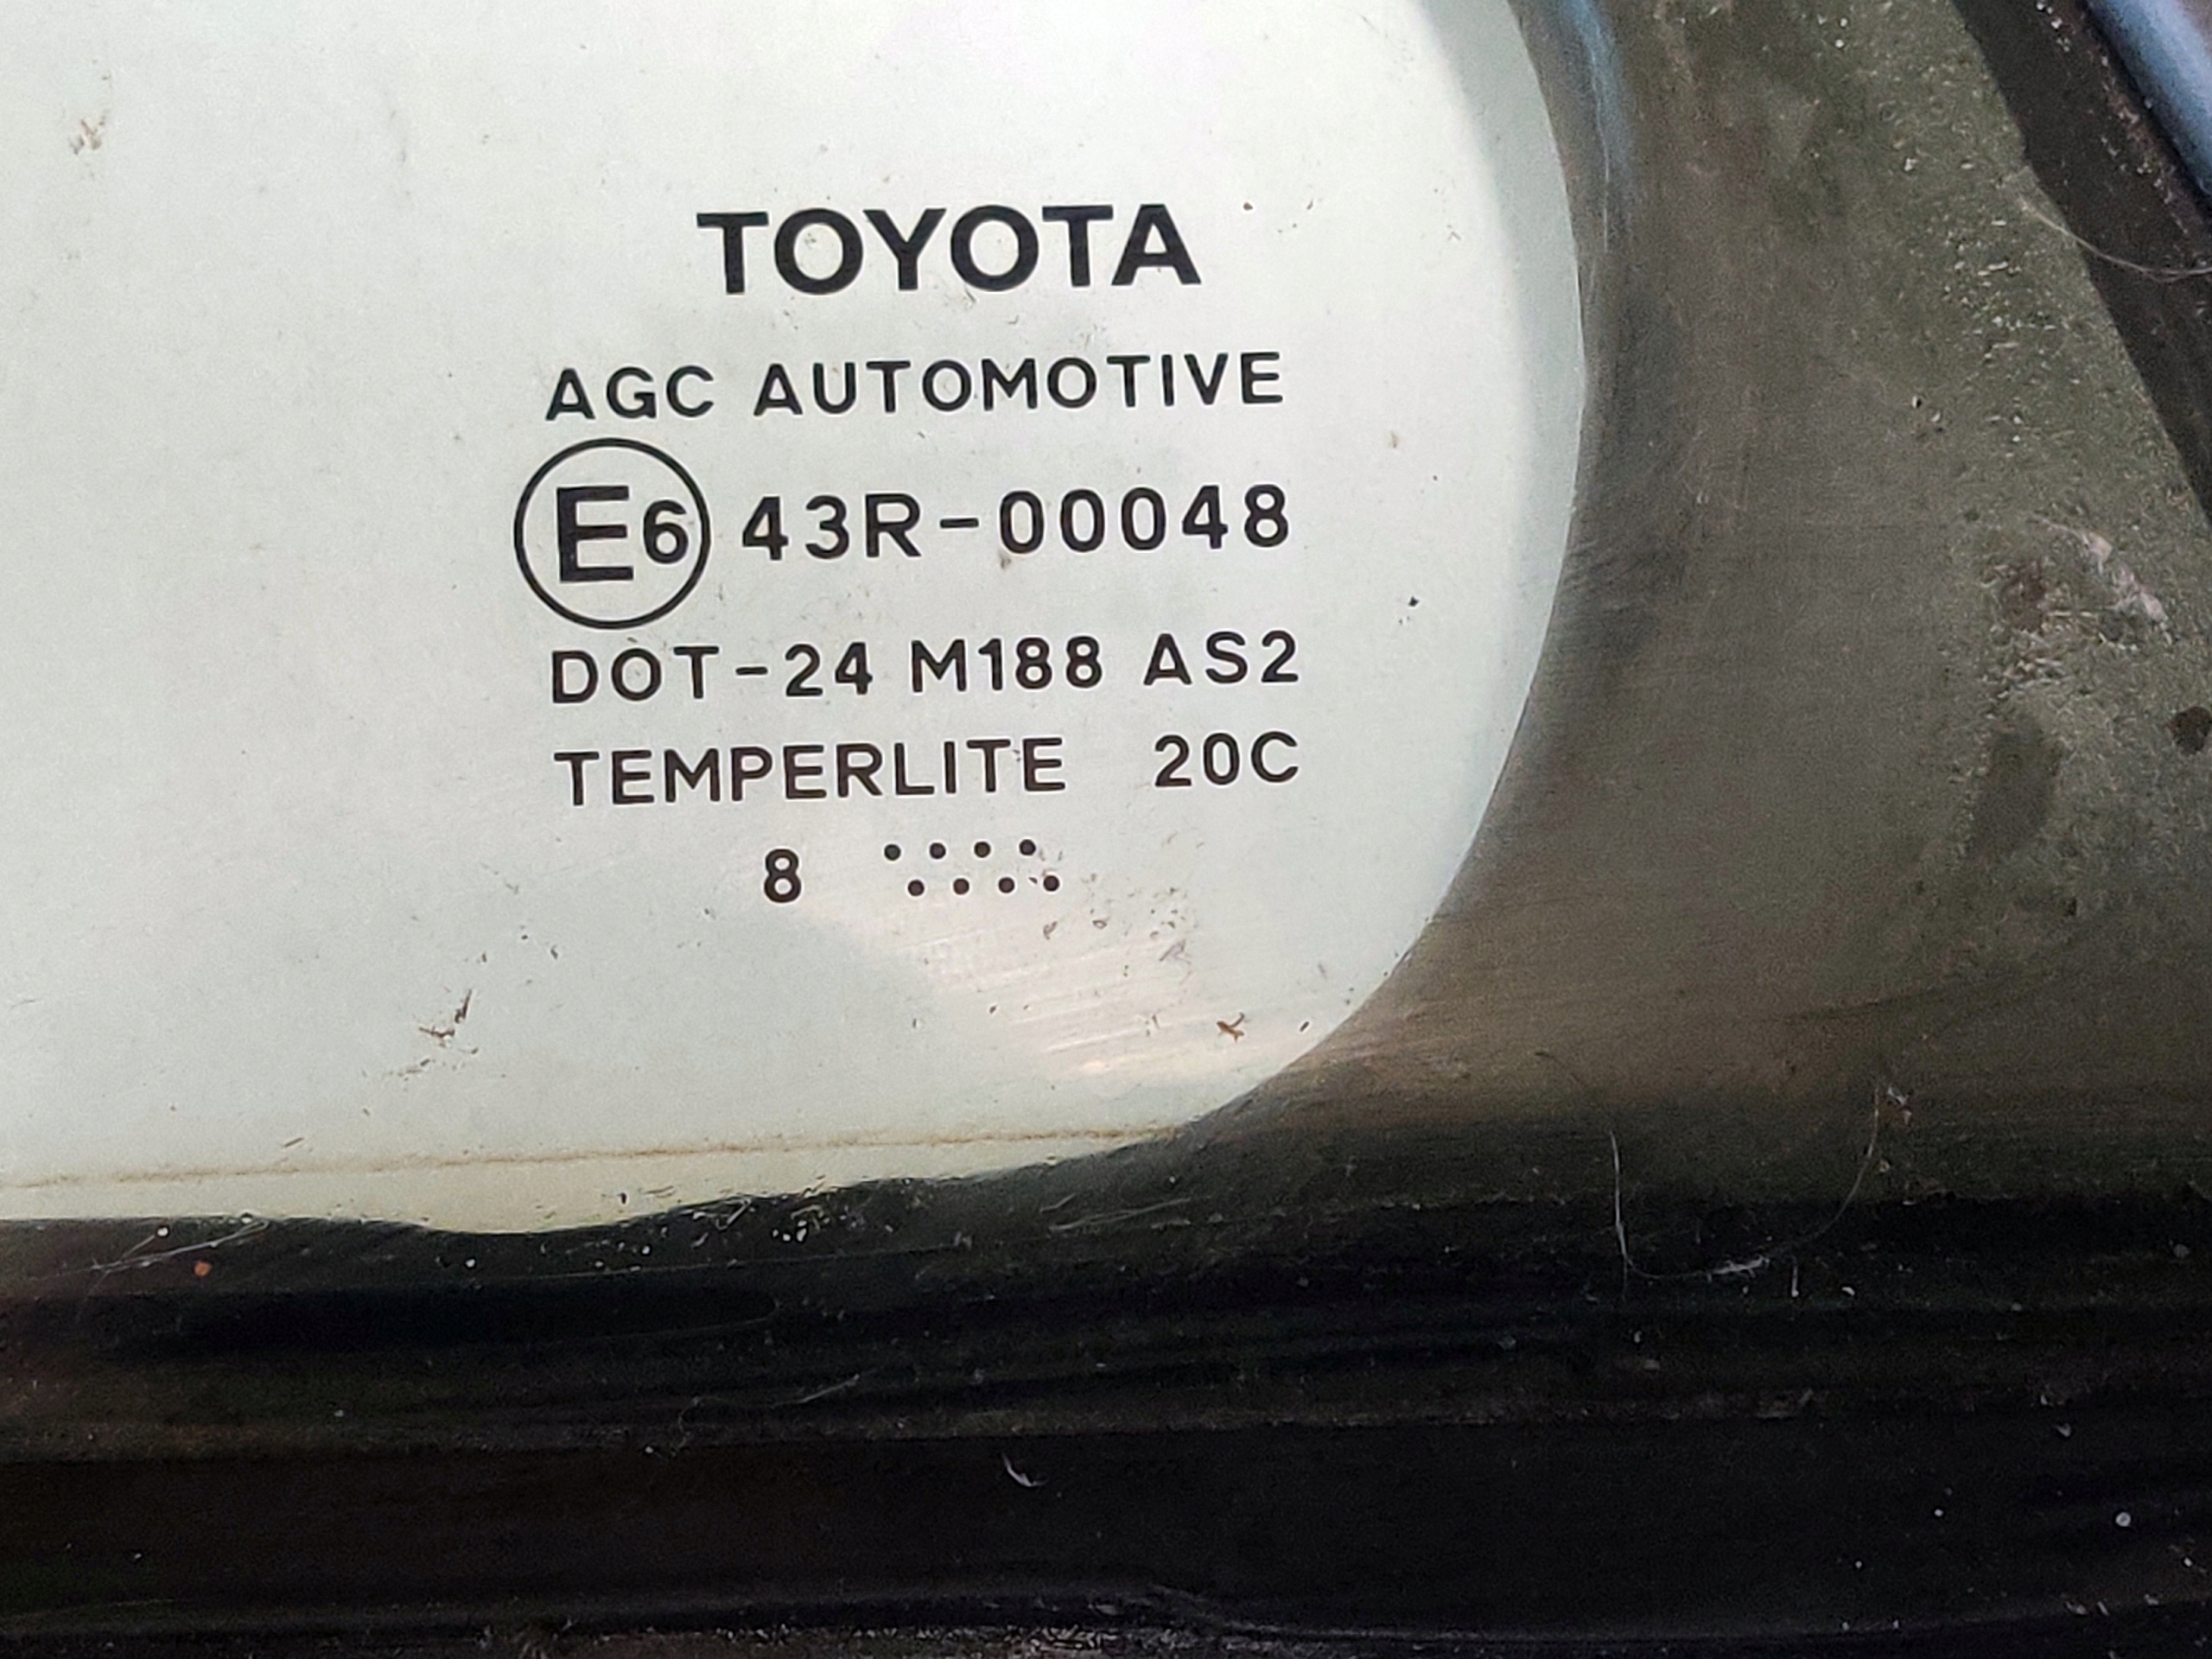 TOYOTA
AGC AUTOMOTIVE
E6 43R-00048
DOT-24 M188 AS2
TEMPERLITE 20C
8